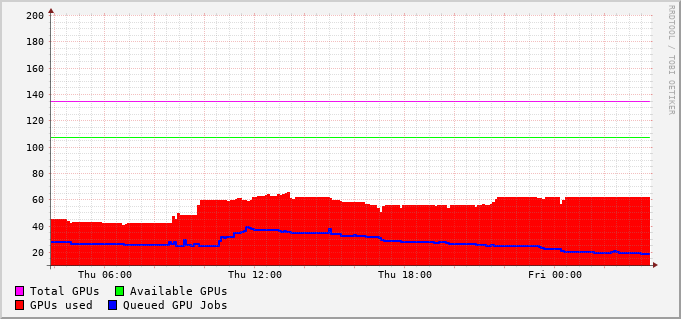 200
180
160
140
120
100
80
60
40
20
Thu 06:00 Thu 12:00 Thu 18:00 Fri 00:00
Total GPUs Available GPUs
GPUs used Queued GPU Jobs
RRDTOOL / TOBI OETIKER